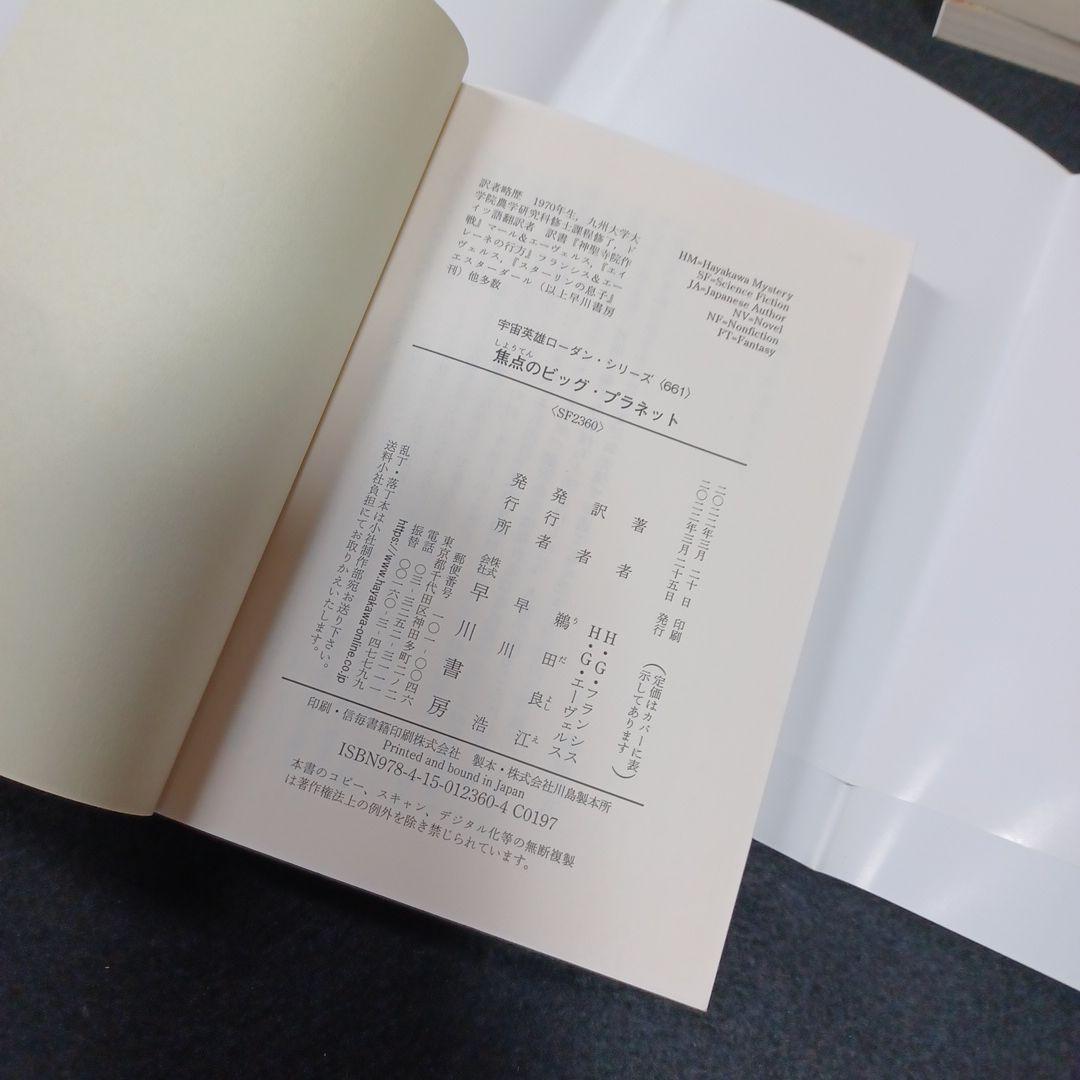 訳者略歴　1970年生，九州大学大
学院農学研究科修士課程修了，ド
イツ語翻訳者　訳書『神聖寺院作
戦』マール＆エーヴェルス，『エイ
レーネの行方』フランシス＆エー
ヴェルス，『スターリンの息子』
エスターダール（以上早川書房
刊）他多数
HM=Hayakawa Mystery
SF=Science Fiction
JA=Japanese Author
NV=Novel
NF=Nonfiction
FT=Fantasy
宇宙英雄ローダン・シリーズ〈661〉
しようてん
焦点のビッグ・プラネット
〈SF2360〉
二〇二二年三月二十日　印刷
二〇二二年三月二十五日　発行
（定価はカバーに表
示してあります）
著者　H・G・フランシス
H・G・エーヴェルス
訳者　鵜田良江
うだよしえ
発行者　早川浩
発行所　株式会社　早川書房
郵便番号　一〇一‐〇〇四六
東京都千代田区神田多町二ノ二
電話　〇三‐三二五二‐三一一一
振替　〇〇一六〇‐三‐四七七九九
https://www.hayakawa-online.co.jp
乱丁・落丁本は小社制作部宛お送り下さい。
送料小社負担にてお取りかえいたします。
印刷・信毎書籍印刷株式会社　製本・株式会社川島製本所
Printed and bound in Japan
ISBN978-4-15-012360-4 C0197
本書のコピー、スキャン、デジタル化等の無断複製
は著作権法上の例外を除き禁じられています。